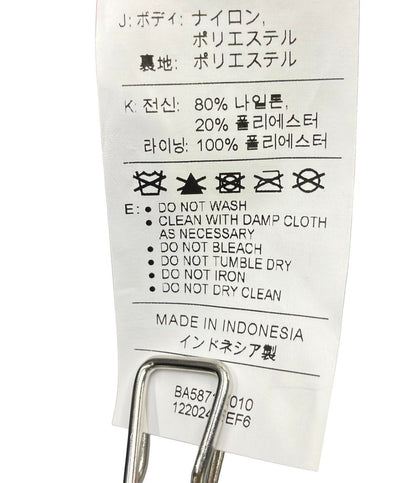 J: ボディ: ナイロン,
ポリエステル
裏地: ポリエステル
K: 전신: 80% 나일론,
20% 폴리에스터
라이닝: 100% 폴리에스터
E: • DO NOT WASH
• CLEAN WITH DAMP CLOTH
AS NECESSARY
• DO NOT BLEACH
• DO NOT TUMBLE DRY
• DO NOT IRON
• DO NOT DRY CLEAN
MADE IN INDONESIA
インドネシア製
010